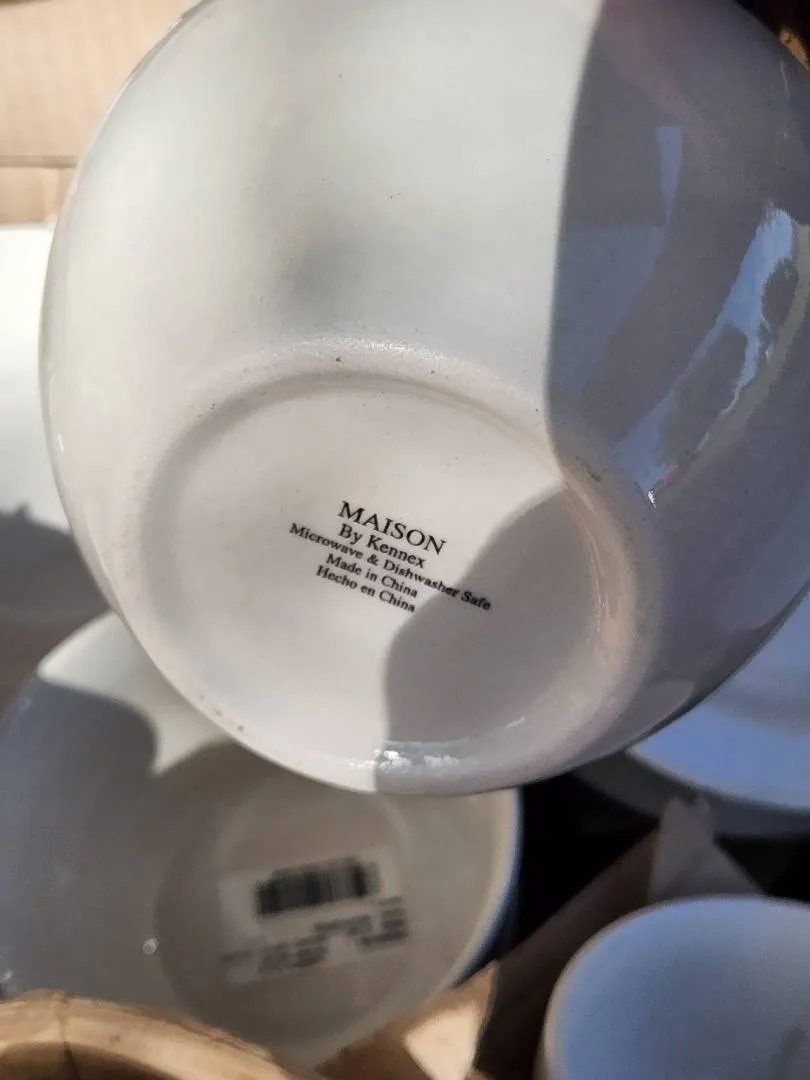 MAISON
By Kennex
Microwave & Dishwasher Safe
Made in China
Hecho en China